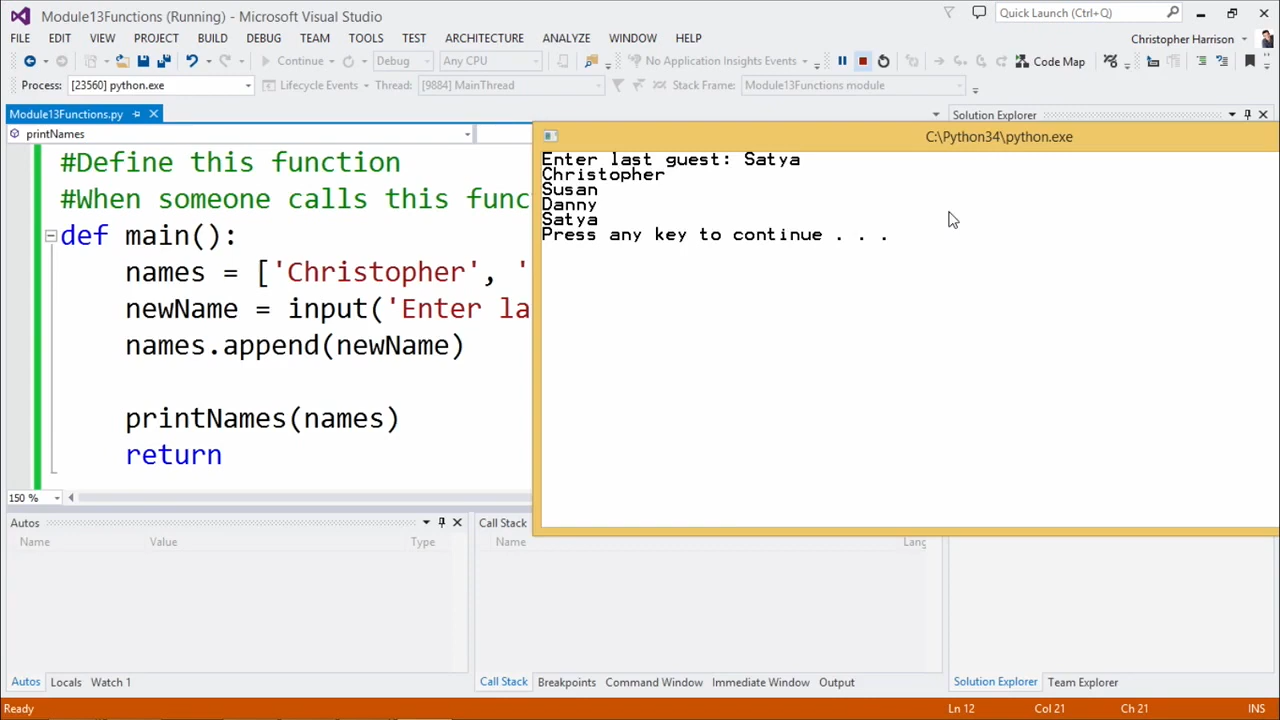 Module13Functions (Running) - Microsoft Visual Studio
Quick Launch (Ctrl+Q)
FILE EDIT VIEW PROJECT BUILD DEBUG TEAM TOOLS TEST ARCHITECTURE ANALYZE WINDOW HELP
Christopher Harrison
Continue Debug Any CPU No Application Insights Events Code Map
Process: [23560] python.exe Lifecycle Events Thread: [9884] MainThread Stack Frame: Module13Functions module
Module13Functions.py
Solution Explorer
printNames
C:\Python34\python.exe
#Define this function
#When someone calls this func
def main():
names = ['Christopher', '
newName = input('Enter la
names.append(newName)
printNames(names)
return
Enter last guest: Satya
Christopher
Susan
Danny
Satya
Press any key to continue . . .
150 %
Autos
Name Value Type
Call Stack
Name Lang
Autos Locals Watch 1
Call Stack Breakpoints Command Window Immediate Window Output
Solution Explorer Team Explorer
Ready
Ln 12 Col 21 Ch 21 INS